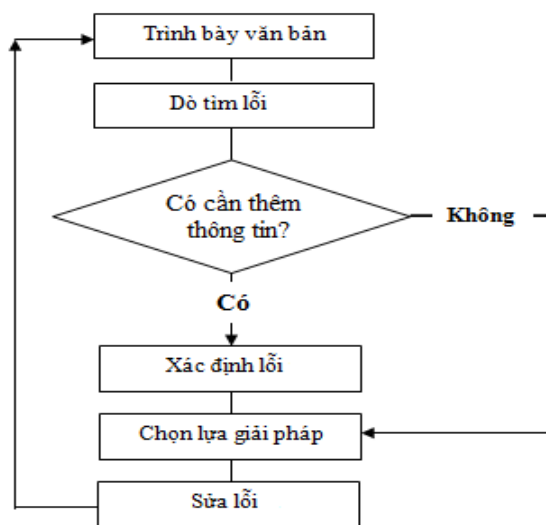 Trình bày văn bản
Dò tìm lỗi
Có cần thêm
thông tin?
Không
Có
Xác định lỗi
Chọn lựa giải pháp
Sửa lỗi